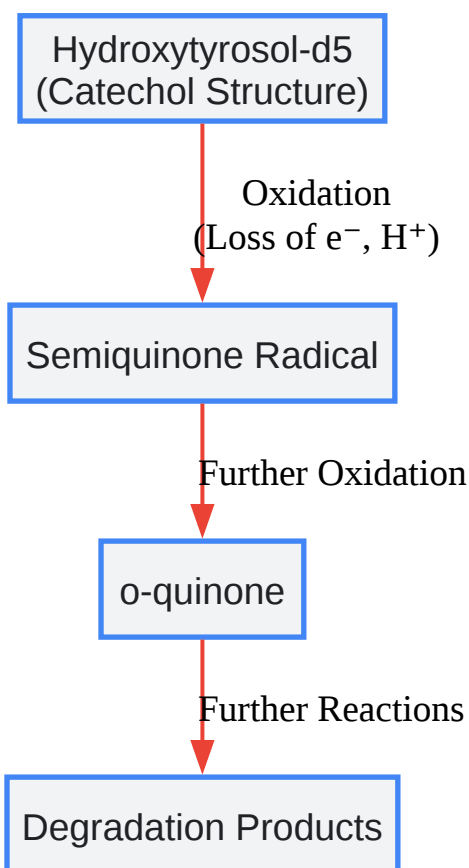 Hydroxytyrosol-d5
(Catechol Structure)
Oxidation
(Loss of e⁻, H⁺)
Semiquinone Radical
Further Oxidation
o-quinone
Further Reactions
Degradation Products